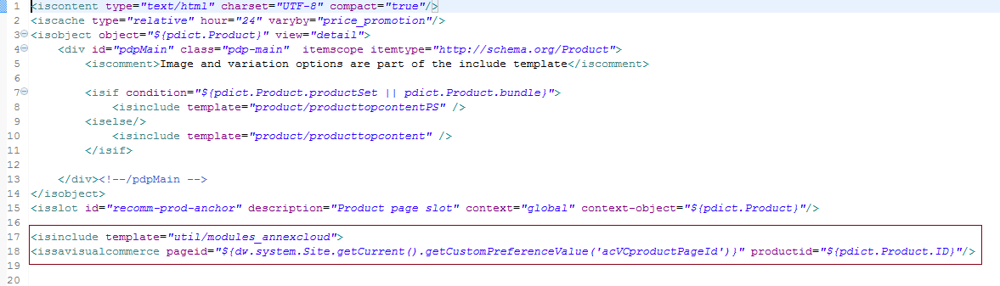 1 <iscontent type="text/html" charset="UTF-8" compact="true"/>
2 <iscache type="relative" hour="24" varyby="price_promotion"/>
3 <isobject object="${pdict.Product}" view="detail">
4 <div id="pdpMain" class="pdp-main"  itemscope itemtype="http://schema.org/Product">
5 <iscomment>Image and variation options are part of the include template</iscomment>
6
7 <isif condition="${pdict.Product.productSet || pdict.Product.bundle}">
8 <isinclude template="product/producttopcontentPS" />
9 <iselse/>
10 <isinclude template="product/producttopcontent" />
11 </isif>
12
13 </div><!--/pdpMain -->
14 </isobject>
15 <isslot id="recomm-prod-anchor" description="Product page slot" context="global" context-object="${pdict.Product}"/>
16
17 <isinclude template="util/modules_annexcloud">
18 <issavisualcommerce pageid="${dw.system.Site.getCurrent().getCustomPreferenceValue('acVCproductPageId')}" productid="${pdict.Product.ID}"/>
19
20